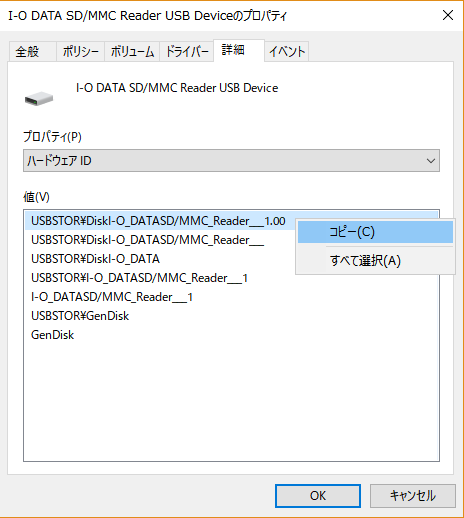 I-O DATA SD/MMC Reader USB Deviceのプロパティ
全般 ポリシー ボリューム ドライバー 詳細 イベント
I-O DATA SD/MMC Reader USB Device
プロパティ(P)
ハードウェア ID
値(V)
USBSTOR¥DiskI-O_DATASD/MMC_Reader___1.00
コピー(C)
USBSTOR¥DiskI-O_DATASD/MMC_Reader___
すべて選択(A)
USBSTOR¥DiskI-O_DATA
USBSTOR¥I-O_DATASD/MMC_Reader___1
I-O_DATASD/MMC_Reader___1
USBSTOR¥GenDisk
GenDisk
OK キャンセル